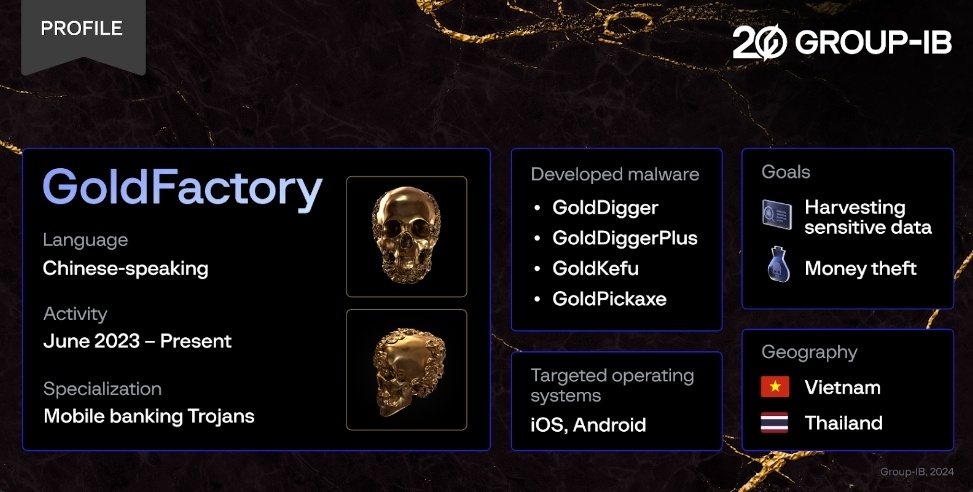 PROFILE
20 GROUP-IB
GoldFactory
Language
Chinese-speaking
Activity
June 2023 – Present
Specialization
Mobile banking Trojans
Developed malware
• GoldDigger
• GoldDiggerPlus
• GoldKefu
• GoldPickaxe
Targeted operating
systems
iOS, Android
Goals
Harvesting
sensitive data
Money theft
Geography
Vietnam
Thailand
Group-IB, 2024